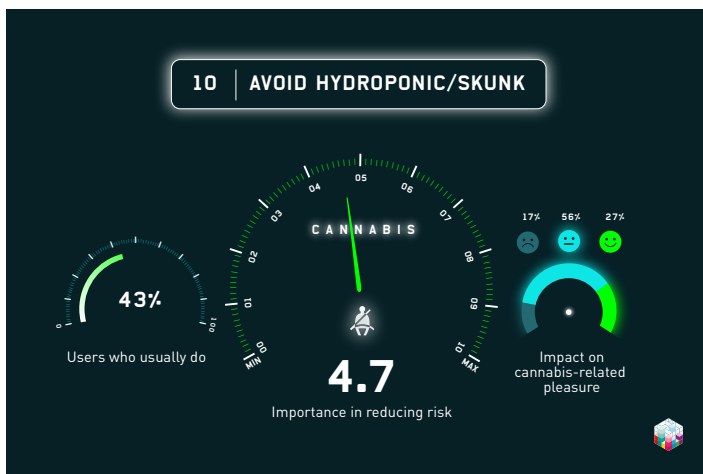 10 | AVOID HYDROPONIC/SKUNK
43%
0
100
Users who usually do
CANNABIS
00
01
02
03
04
05
06
07
08
09
10
MIN
MAX
4.7
Importance in reducing risk
17% 56% 27%
Impact on
cannabis-related
pleasure